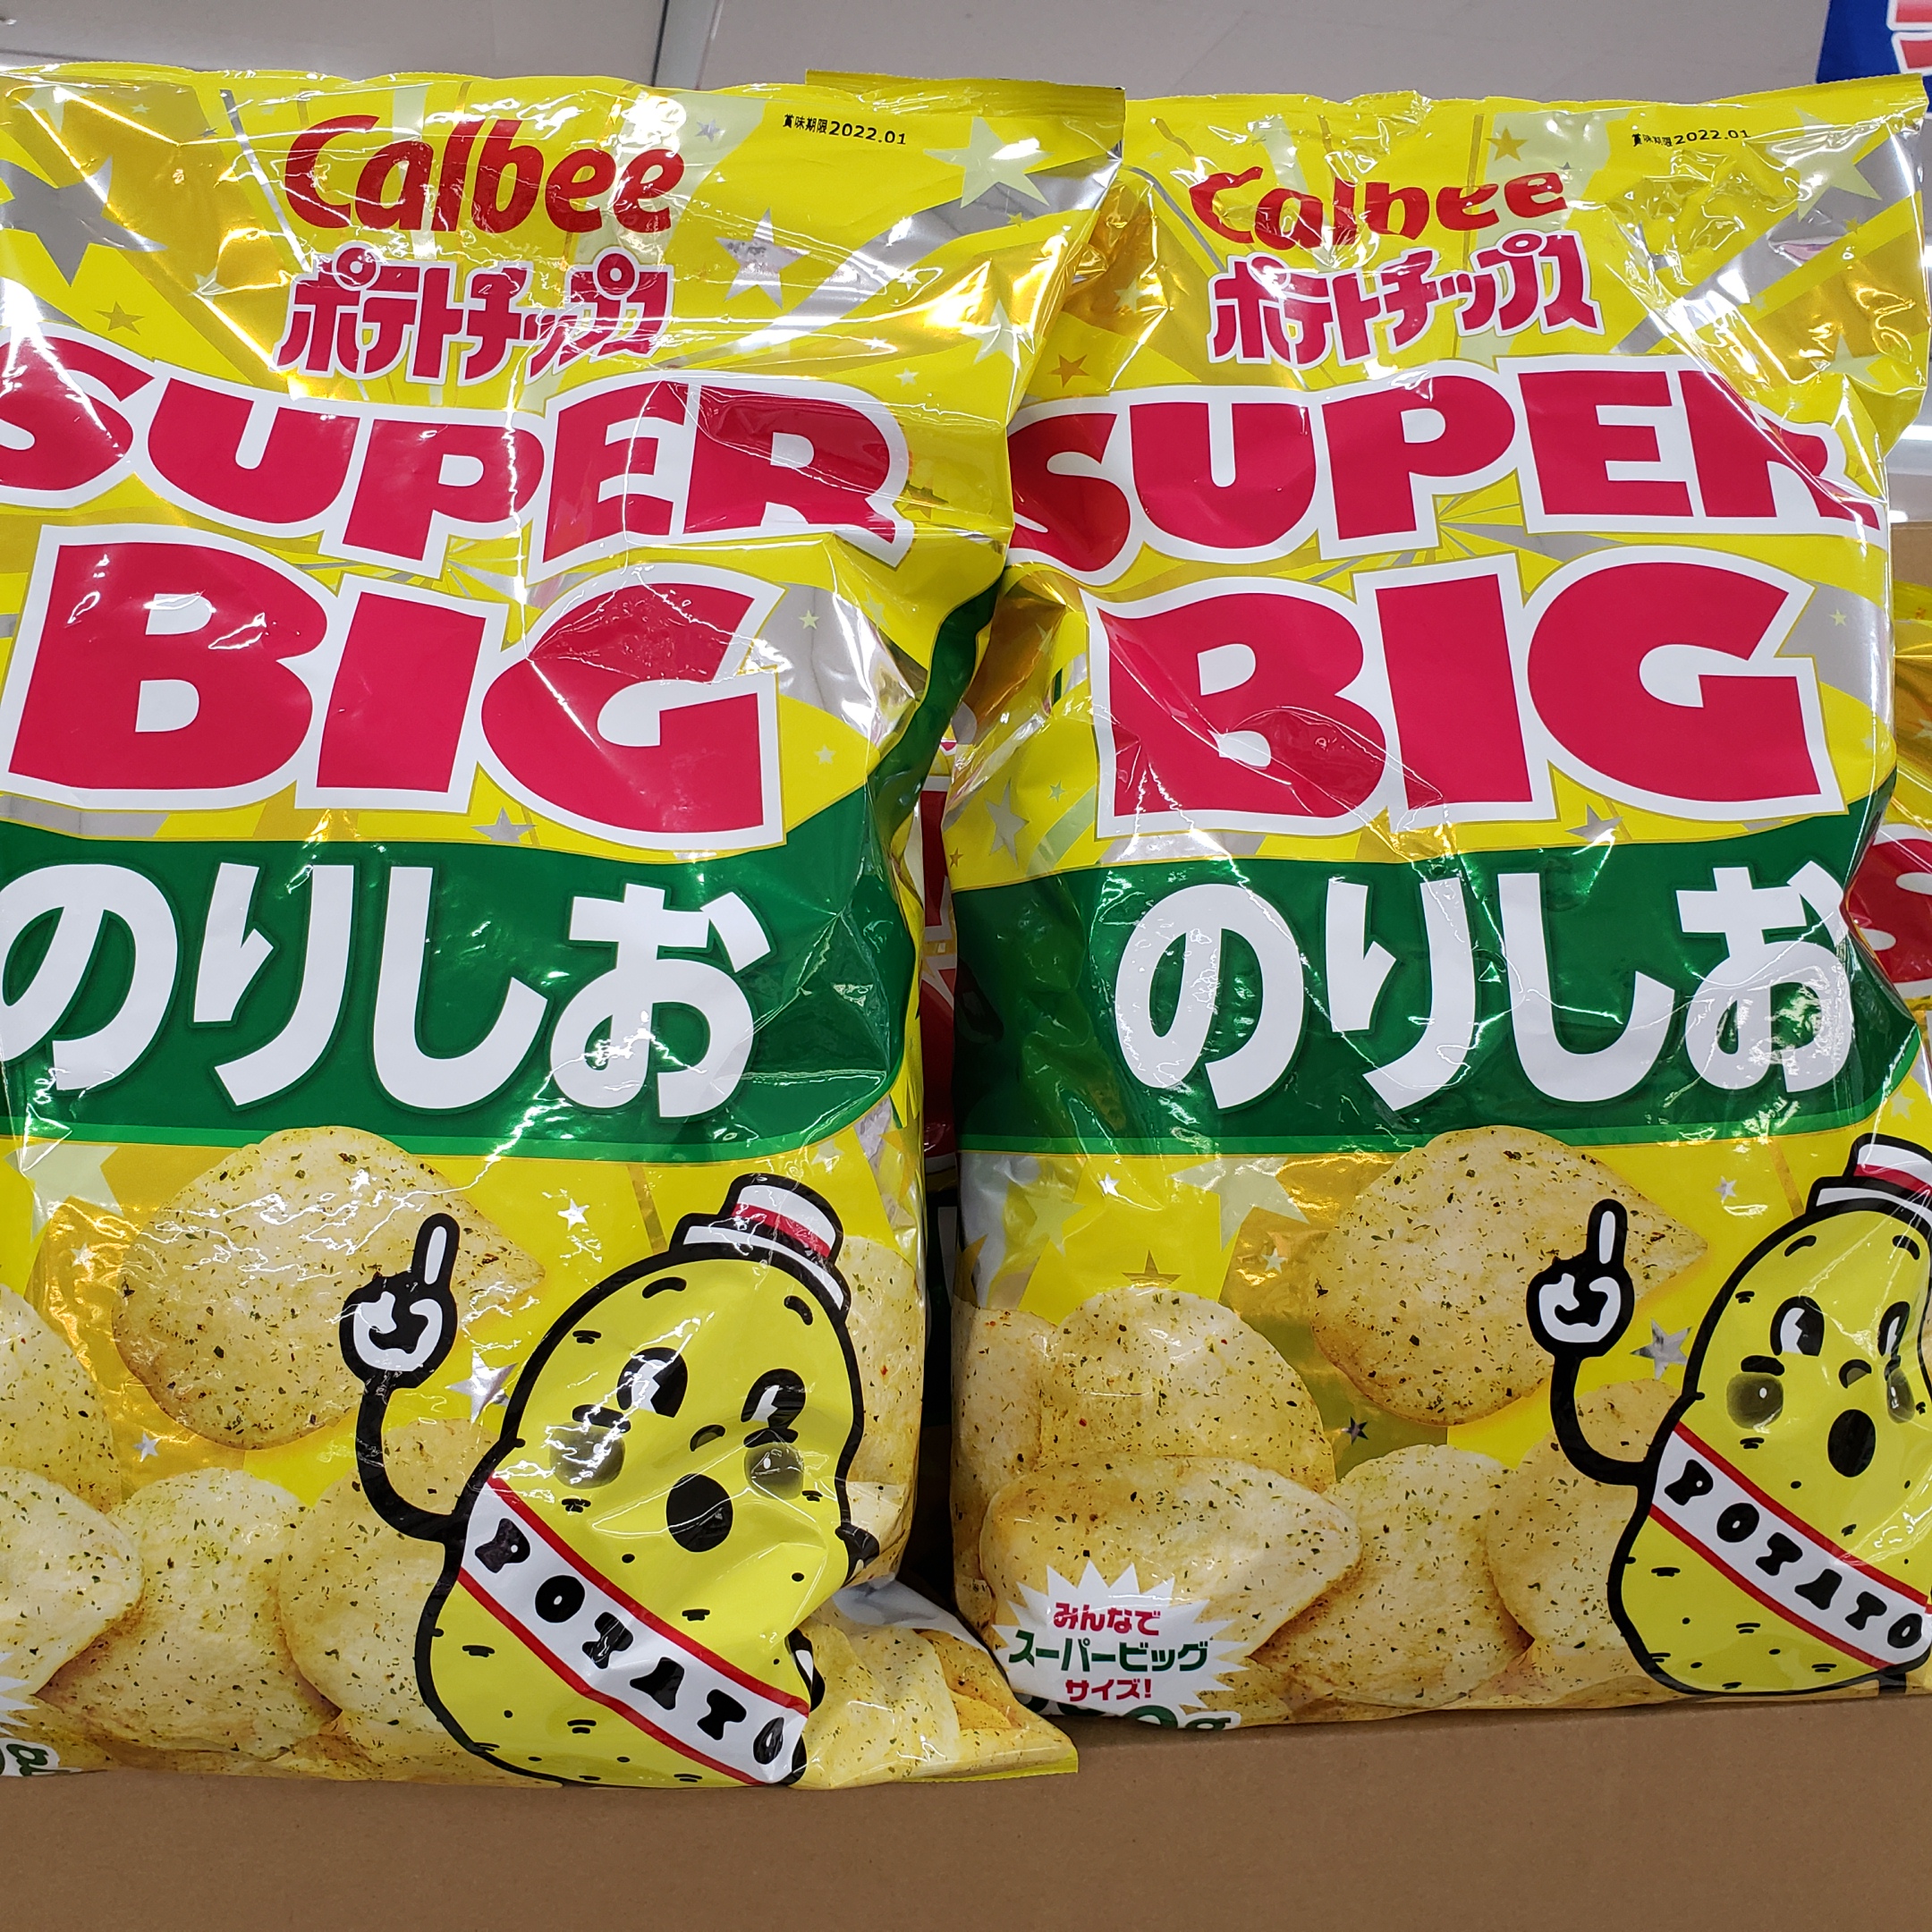 Calbee
賞味期限2022.01
ポテトチップス
SUPER
BIG
のりしお
POTATO
Calbee
賞味期限2022.01
ポテトチップス
SUPER
BIG
のりしお
POTATO
みんなで
スーパービッグ
サイズ!